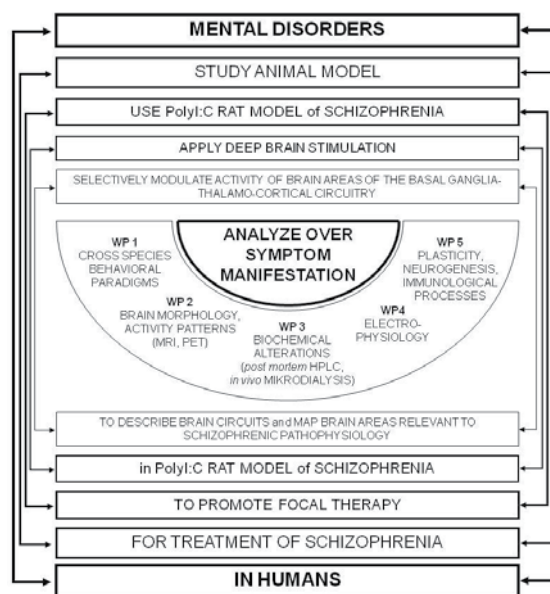 MENTAL DISORDERS
STUDY ANIMAL MODEL
USE PolyI:C RAT MODEL of SCHIZOPHRENIA
APPLY DEEP BRAIN STIMULATION
SELECTIVELY MODULATE ACTIVITY OF BRAIN AREAS OF THE BASAL GANGLIA-
THALAMO-CORTICAL CIRCUITRY
ANALYZE OVER
SYMPTOM
MANIFESTATION
WP 1
CROSS SPECIES
BEHAVIORAL
PARADIGMS
WP 2
BRAIN MORPHOLOGY,
ACTIVITY PATTERNS
(MRI, PET)
WP 3
BIOCHEMICAL
ALTERATIONS
(post mortem HPLC,
in vivo MIKRODIALYSIS)
WP4
ELECTRO-
PHYSIOLOGY
WP 5
PLASTICITY,
NEUROGENESIS,
IMMUNOLOGICAL
PROCESSES
TO DESCRIBE BRAIN CIRCUITS and MAP BRAIN AREAS RELEVANT TO
SCHIZOPHRENIC PATHOPHYSIOLOGY
in PolyI:C RAT MODEL of SCHIZOPHRENIA
TO PROMOTE FOCAL THERAPY
FOR TREATMENT OF SCHIZOPHRENIA
IN HUMANS